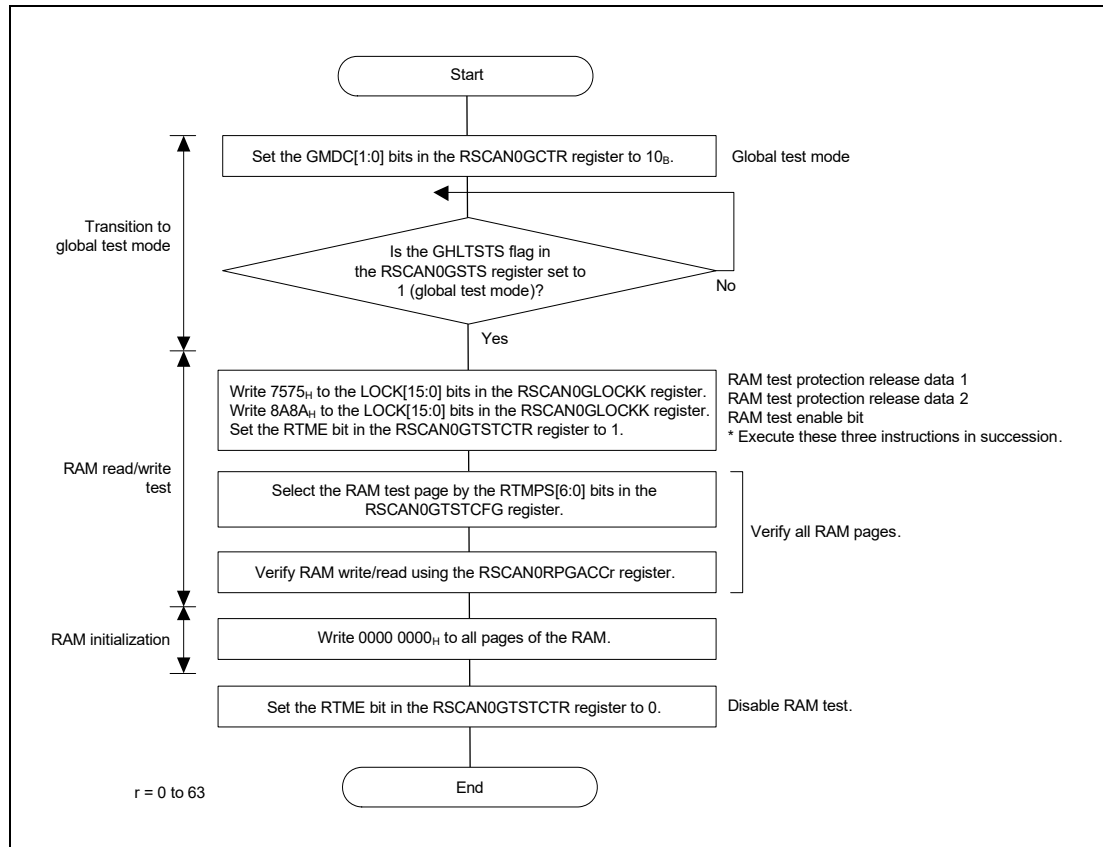 Start
Set the GMDC[1:0] bits in the RSCAN0GCTR register to 10B.
Global test mode
Transition to
global test mode
Is the GHLTSTS flag in
the RSCAN0GSTS register set to
1 (global test mode)?
No
Yes
Write 7575H to the LOCK[15:0] bits in the RSCAN0GLOCKK register.
Write 8A8AH to the LOCK[15:0] bits in the RSCAN0GLOCKK register.
Set the RTME bit in the RSCAN0GTSTCTR register to 1.
RAM test protection release data 1
RAM test protection release data 2
RAM test enable bit
* Execute these three instructions in succession.
RAM read/write
test
Select the RAM test page by the RTMPS[6:0] bits in the
RSCAN0GTSTCFG register.
Verify all RAM pages.
Verify RAM write/read using the RSCAN0RPGACCr register.
RAM initialization
Write 0000 0000H to all pages of the RAM.
Set the RTME bit in the RSCAN0GTSTCTR register to 0.
Disable RAM test.
End
r = 0 to 63